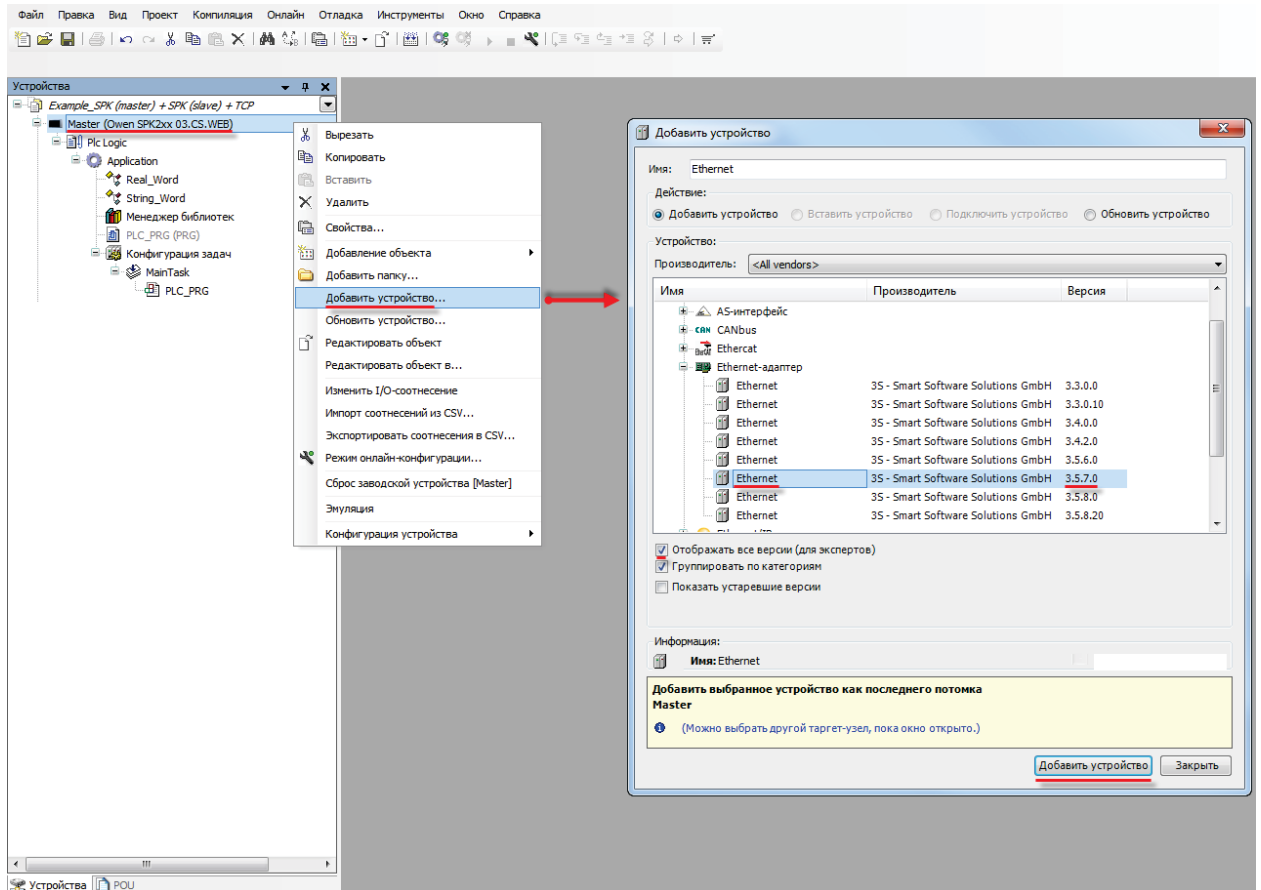 Файл Правка Вид Проект Компиляция Онлайн Отладка Инструменты Окно Справка
Устройства
Example_SPK (master) + SPK (slave) + TCP
Master (Owen SPK2xx 03.CS.WEB)
Plc Logic
Application
Real_Word
String_Word
Менеджер библиотек
PLC_PRG (PRG)
Конфигурация задач
MainTask
PLC_PRG
Вырезать
Копировать
Вставить
Удалить
Свойства...
Добавление объекта
Добавить папку...
Добавить устройство...
Обновить устройство...
Редактировать объект
Редактировать объект в...
Изменить I/O-соотнесение
Импорт соотнесений из CSV...
Экспортировать соотнесения в CSV...
Режим онлайн-конфигурации...
Сброс заводской устройства [Master]
Эмуляция
Конфигурация устройства
Добавить устройство
Имя: Ethernet
Действие:
Добавить устройство Вставить устройство Подключить устройство Обновить устройство
Устройство:
Производитель: <All vendors>
Имя Производитель Версия
AS-интерфейс
CAN CANbus
Ethercat
Ethernet-адаптер
Ethernet 3S - Smart Software Solutions GmbH 3.3.0.0
Ethernet 3S - Smart Software Solutions GmbH 3.3.0.10
Ethernet 3S - Smart Software Solutions GmbH 3.4.0.0
Ethernet 3S - Smart Software Solutions GmbH 3.4.2.0
Ethernet 3S - Smart Software Solutions GmbH 3.5.6.0
Ethernet 3S - Smart Software Solutions GmbH 3.5.7.0
Ethernet 3S - Smart Software Solutions GmbH 3.5.8.0
Ethernet 3S - Smart Software Solutions GmbH 3.5.8.20
Отображать все версии (для экспертов)
Группировать по категориям
Показать устаревшие версии
Информация:
Имя: Ethernet
Добавить выбранное устройство как последнего потомка
Master
(Можно выбрать другой таргет-узел, пока окно открыто.)
Добавить устройство Закрыть
Устройства POU